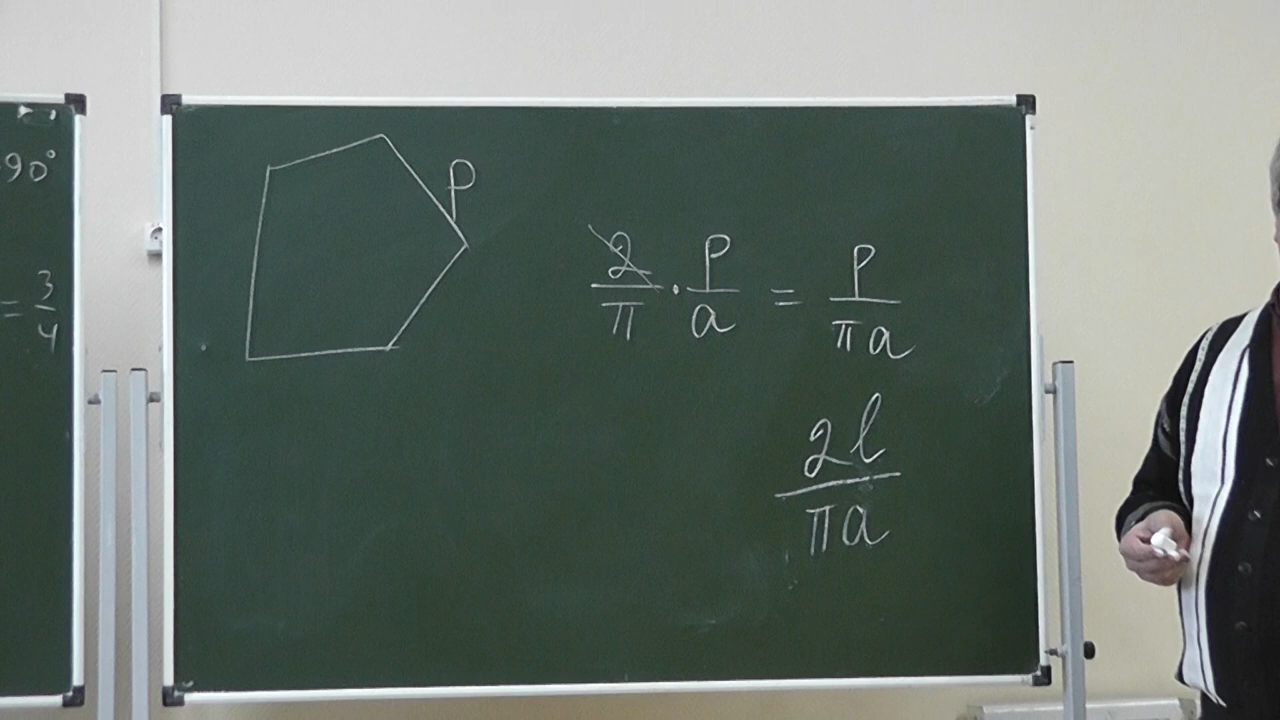 90°
= 3/4
P
2/π · P/a = P/πa
2l/πa